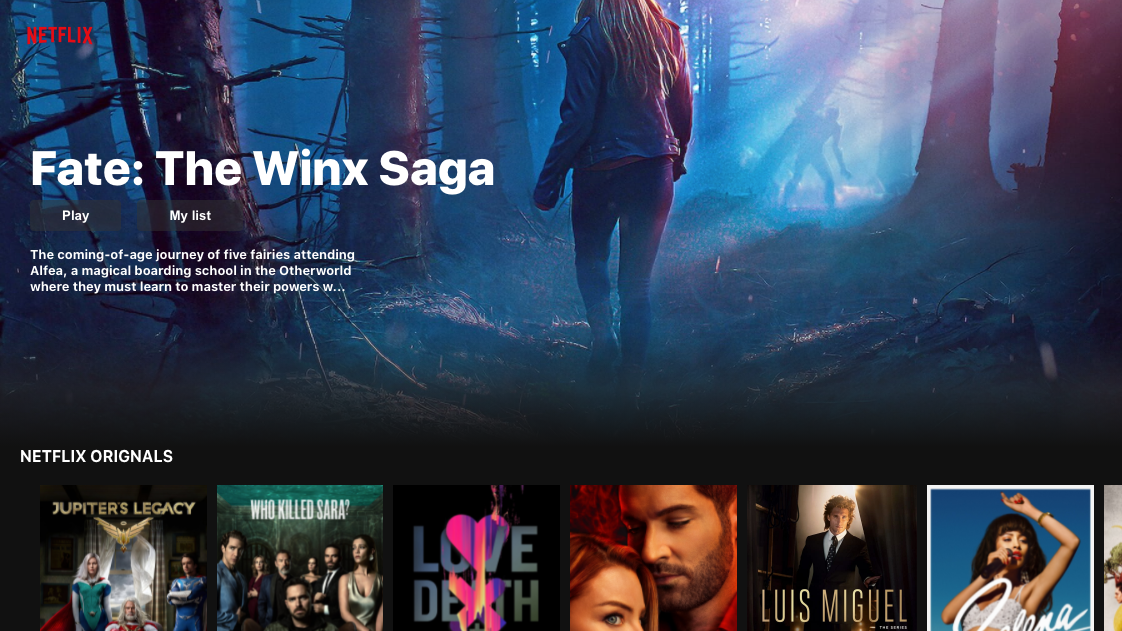 NETFLIX
Fate: The Winx Saga
Play
My list
The coming-of-age journey of five fairies attending
Alfea, a magical boarding school in the Otherworld
where they must learn to master their powers w...
NETFLIX ORIGNALS
JUPITER'S LEGACY
WHO KILLED SARA?
LOVE
DEATH
LUIS MIGUEL
THE SERIES
Selena